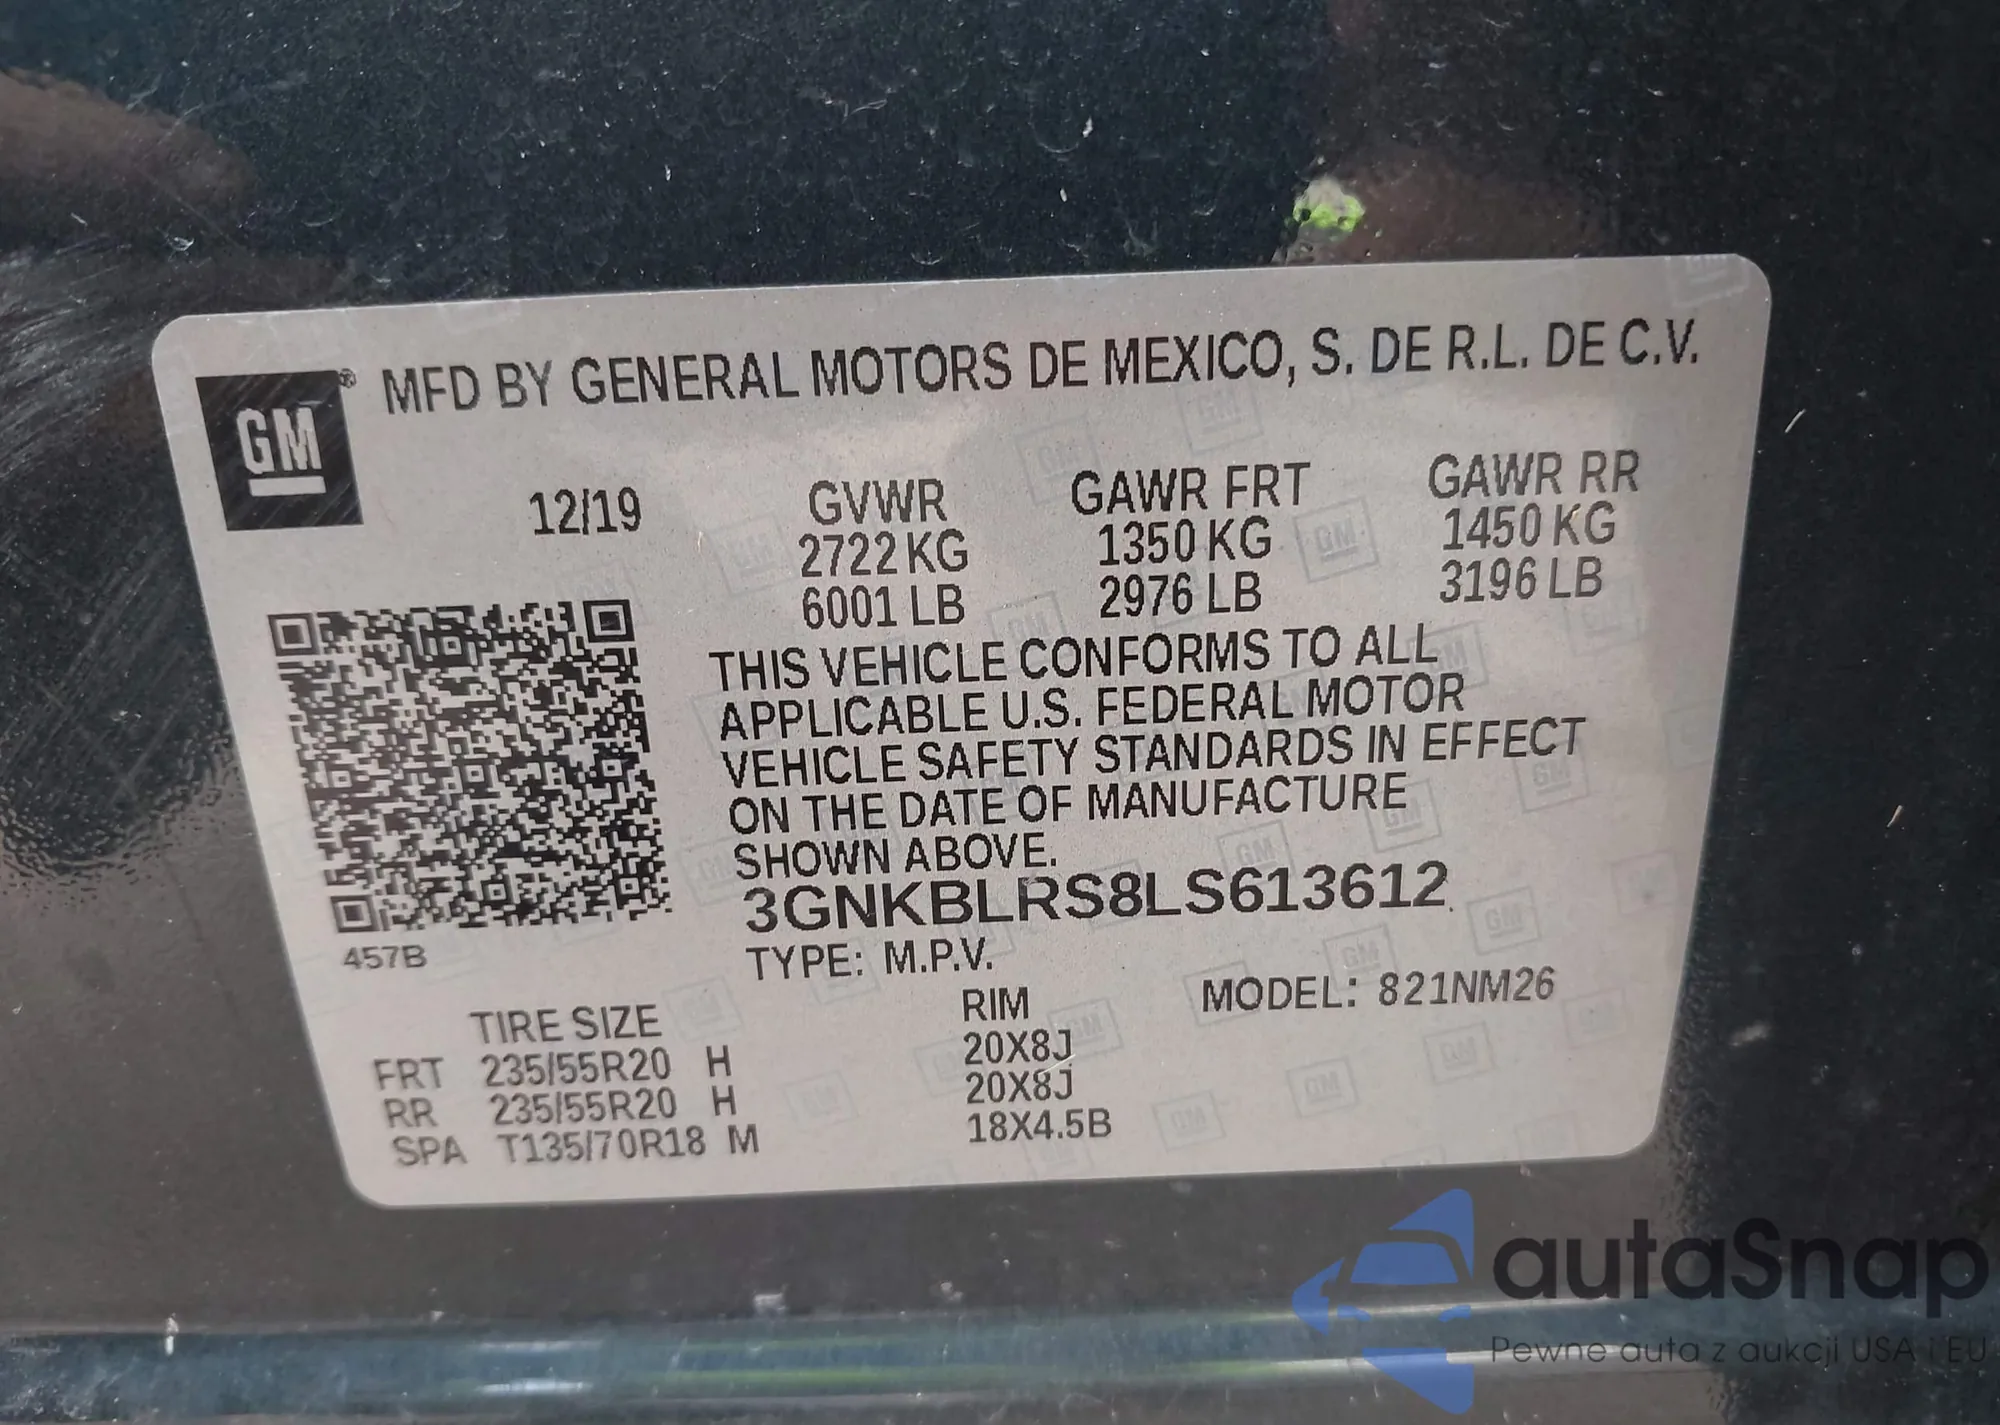 GM® MFD BY GENERAL MOTORS DE MEXICO, S. DE R.L. DE C.V.
12/19 GVWR GAWR FRT GAWR RR
2722 KG 1350 KG 1450 KG
6001 LB 2976 LB 3196 LB
THIS VEHICLE CONFORMS TO ALL
APPLICABLE U.S. FEDERAL MOTOR
VEHICLE SAFETY STANDARDS IN EFFECT
ON THE DATE OF MANUFACTURE
SHOWN ABOVE.
3GNKBLRS8LS613612
457B
TYPE: M.P.V.
MODEL: 821NM26
TIRE SIZE RIM
FRT 235/55R20 H 20X8J
RR 235/55R20 H 20X8J
SPA T135/70R18 M 18X4.5B
autaSnap
Pewne auta z aukcji USA i EU